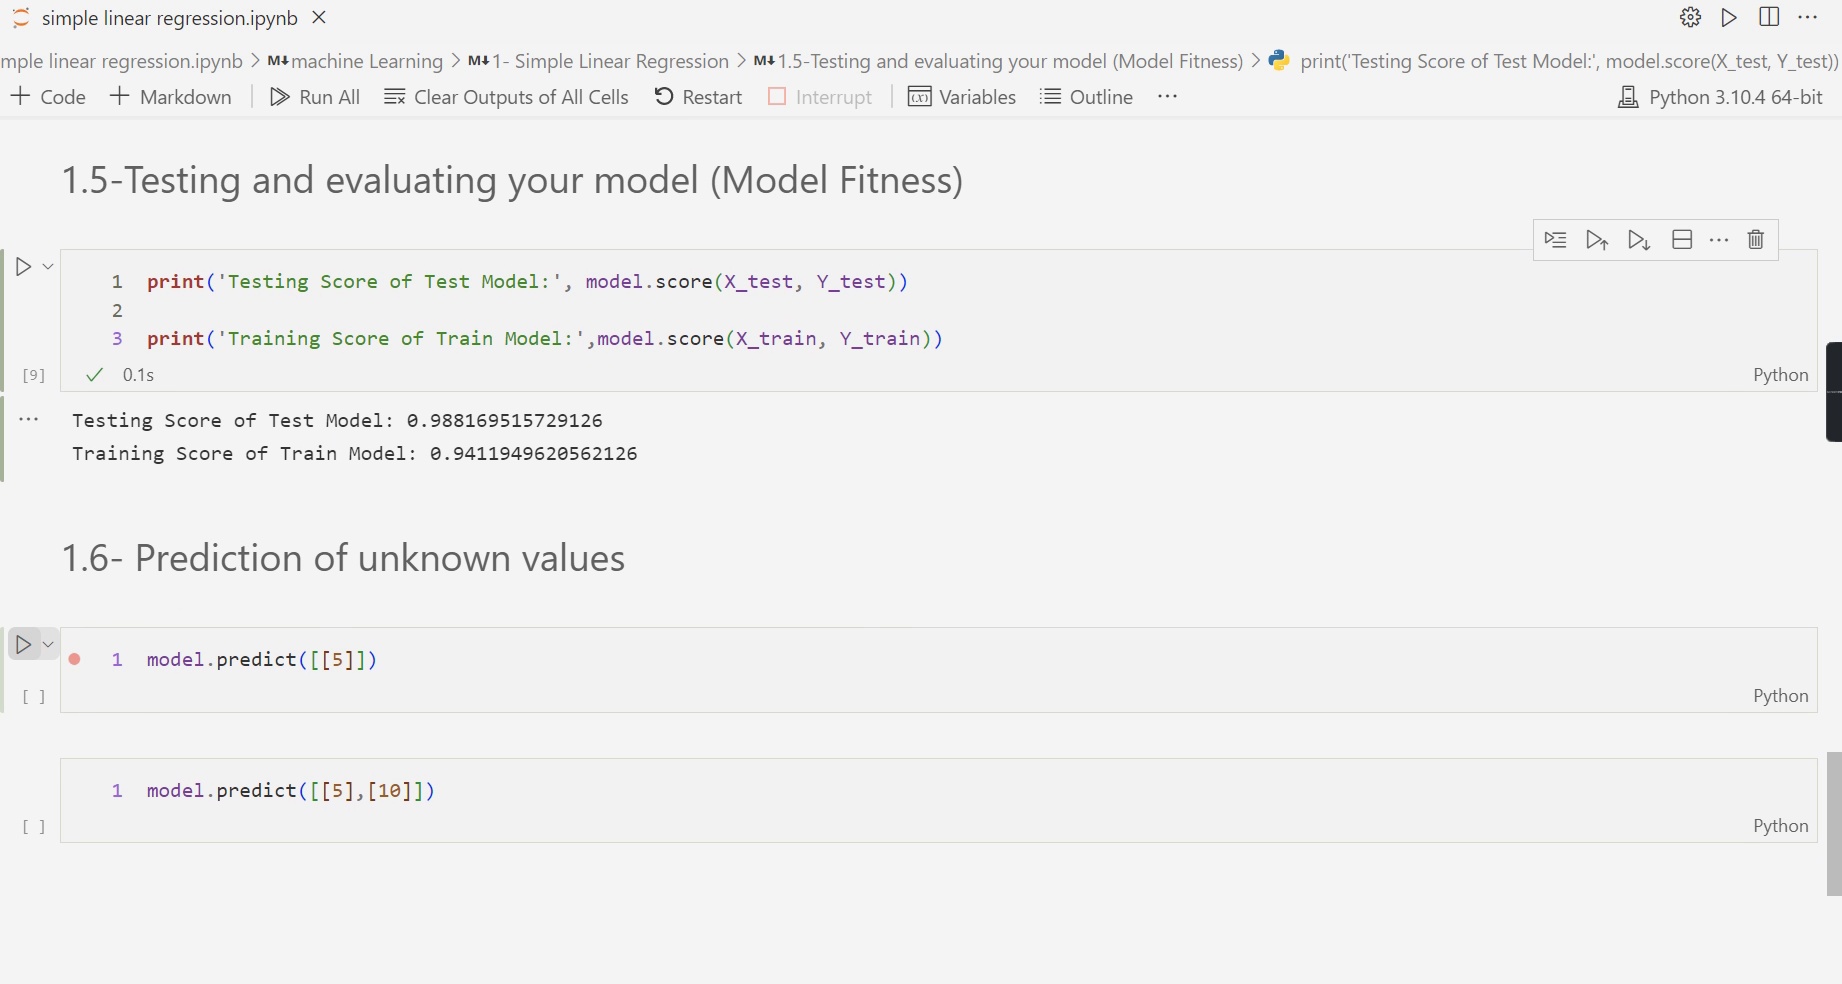 simple linear regression.ipynb
mple linear regression.ipynb > M↓machine Learning > M↓1- Simple Linear Regression > M↓1.5-Testing and evaluating your model (Model Fitness) > print('Testing Score of Test Model:', model.score(X_test, Y_test))
+ Code + Markdown Run All Clear Outputs of All Cells Restart Interrupt Variables Outline ··· Python 3.10.4 64-bit
1.5-Testing and evaluating your model (Model Fitness)
1 print('Testing Score of Test Model:', model.score(X_test, Y_test))
2
3 print('Training Score of Train Model:',model.score(X_train, Y_train))
[9] ✓ 0.1s Python
Testing Score of Test Model: 0.988169515729126
Training Score of Train Model: 0.9411949620562126
1.6- Prediction of unknown values
1 model.predict([[5]])
[ ] Python
1 model.predict([[5],[10]])
[ ] Python